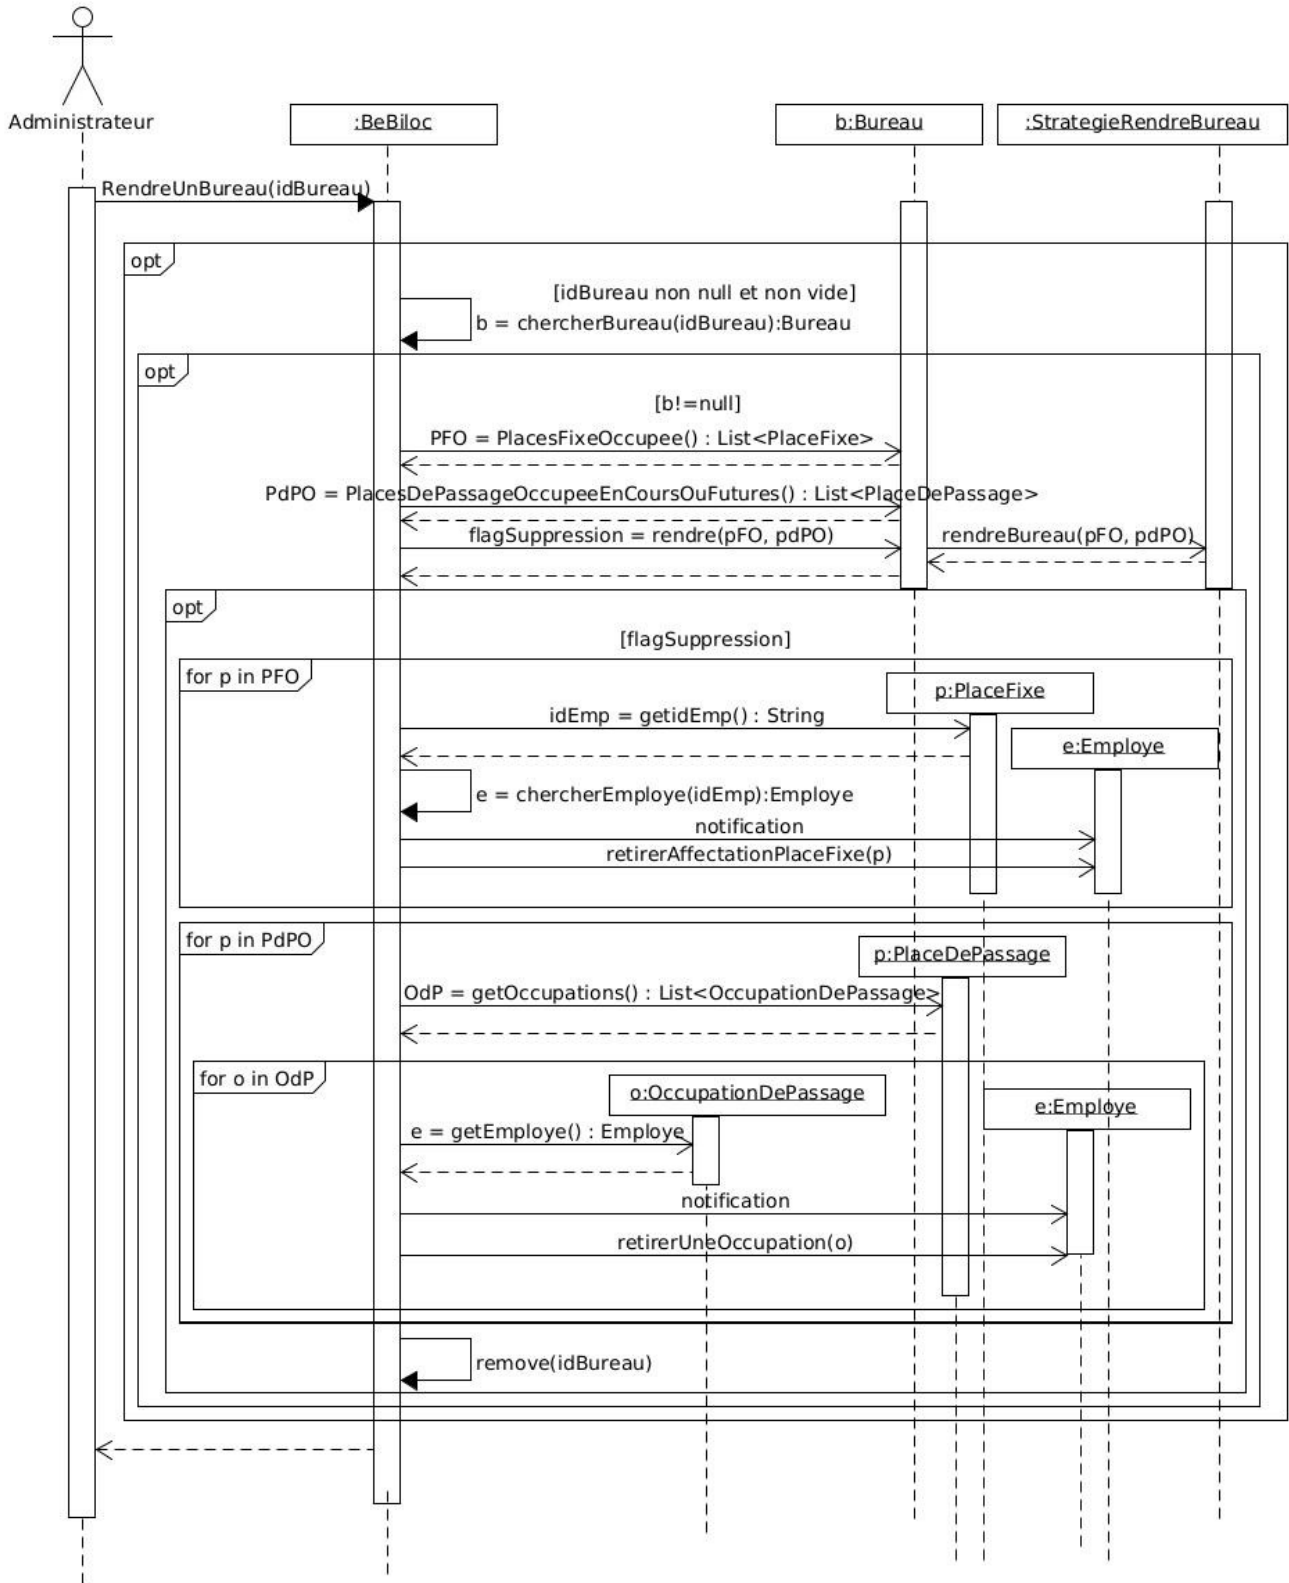 Administrateur
:BeBiloc
b:Bureau
:StrategieRendreBureau
RendreUnBureau(idBureau)
opt
[idBureau non null et non vide]
b = chercherBureau(idBureau):Bureau
opt
[b!=null]
PFO = PlacesFixeOccupee() : List<PlaceFixe>
PdPO = PlacesDePassageOccupeeEnCoursOuFutures() : List<PlaceDePassage>
flagSuppression = rendre(pFO, pdPO)
rendreBureau(pFO, pdPO)
opt
[flagSuppression]
for p in PFO
p:PlaceFixe
idEmp = getidEmp() : String
e:Employe
e = chercherEmploye(idEmp):Employe
notification
retirerAffectationPlaceFixe(p)
for p in PdPO
p:PlaceDePassage
OdP = getOccupations() : List<OccupationDePassage>
for o in OdP
o:OccupationDePassage
e:Employe
e = getEmploye() : Employe
notification
retirerUneOccupation(o)
remove(idBureau)